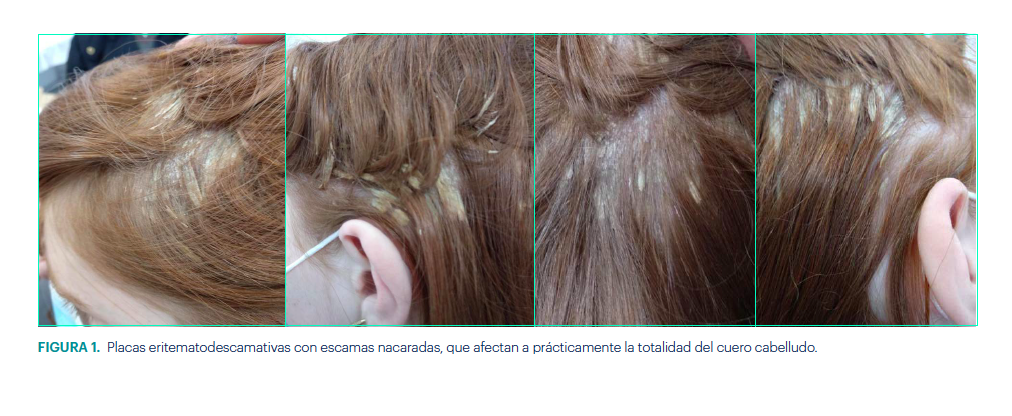 FIGURA 1. Placas eritematodescamativas con escamas nacaradas, que afectan a prácticamente la totalidad del cuero cabelludo.